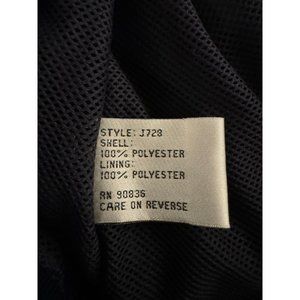 STYLE: J728
SHELL:
100% POLYESTER
LINING:
100% POLYESTER
RN 90836
CARE ON REVERSE